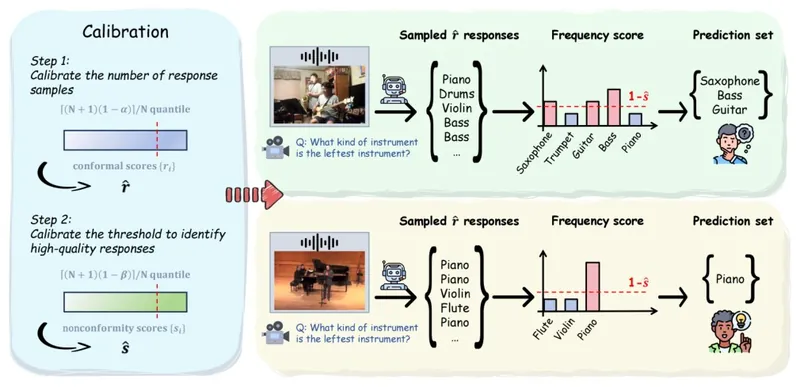 Calibration
Step 1:
Calibrate the number of response
samples
⌈(N + 1)(1 − α)⌉/N quantile
conformal scores {rᵢ}
r̂
Step 2:
Calibrate the threshold to identify
high-quality responses
⌈(N + 1)(1 − β)⌉/N quantile
nonconformity scores {sᵢ}
ŝ
Sampled r̂ responses
Frequency score
Prediction set
Q: What kind of instrument
is the leftest instrument?
Piano
Drums
Violin
Bass
Bass
...
1-ŝ
Saxophone
Trumpet
Guitar
Bass
Piano
Saxophone
Bass
Guitar
Sampled r̂ responses
Frequency score
Prediction set
Q: What kind of instrument
is the leftest instrument?
Piano
Piano
Violin
Flute
Piano
...
1-ŝ
Flute
Violin
Piano
Piano